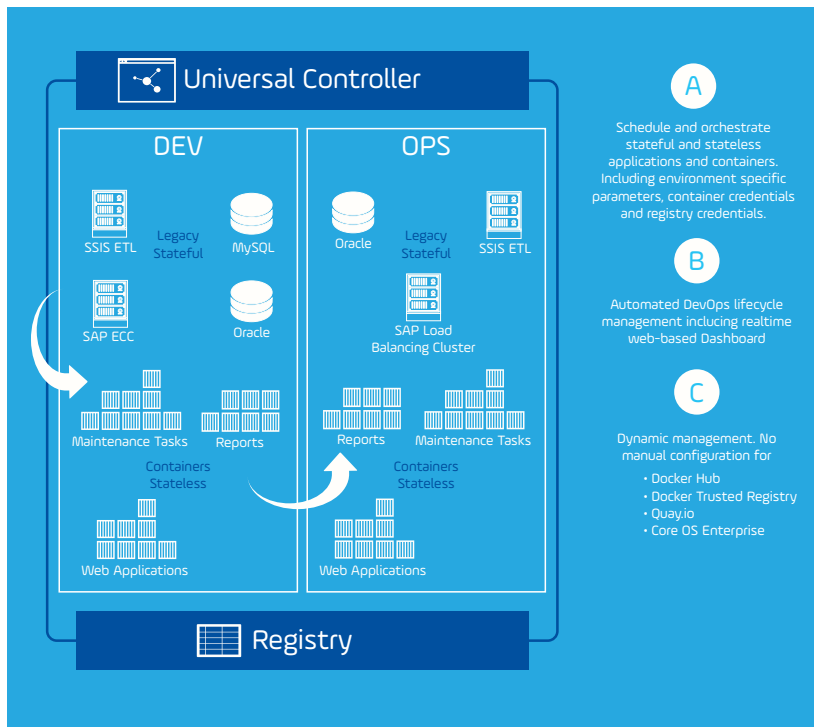 Universal Controller
DEV
SSIS ETL
Legacy
Stateful
MySQL
SAP ECC
Oracle
Maintenance Tasks
Reports
Containers
Stateless
Web Applications
OPS
Oracle
Legacy
Stateful
SSIS ETL
SAP Load
Balancing Cluster
Reports
Maintenance Tasks
Containers
Stateless
Web Applications
Registry
A
Schedule and orchestrate
stateful and stateless
applications and containers.
Including environment specific
parameters, container credentials
and registry credentials.
B
Automated DevOps lifecycle
management including realtime
web-based Dashboard
C
Dynamic management. No
manual configuration for
• Docker Hub
• Docker Trusted Registry
• Quay.io
• Core OS Enterprise